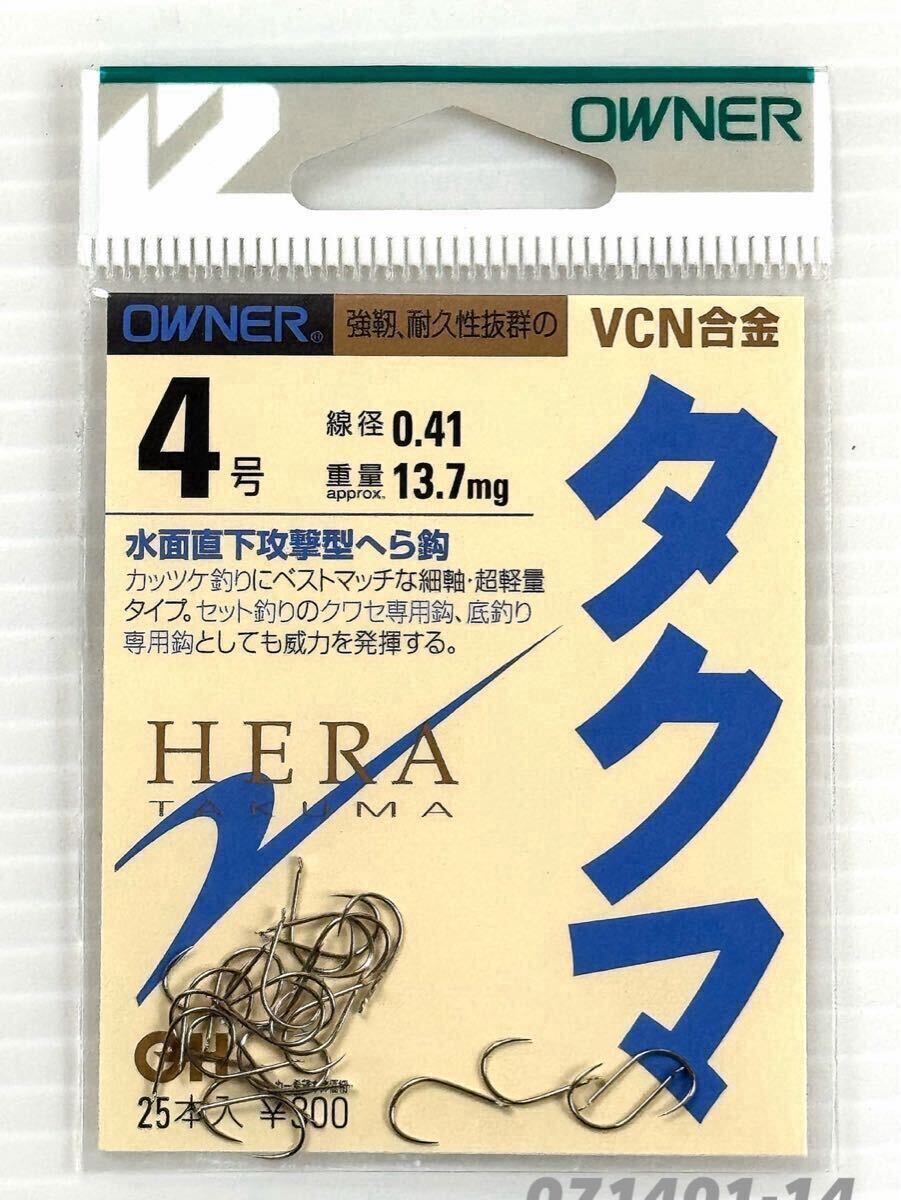 OWNER
OWNER®
強靱、耐久性抜群の
VCN合金
4号
線径 0.41
重量 approx. 13.7mg
タクマ
水面直下攻撃型へら鈎
カッツケ釣りにベストマッチな細軸・超軽量
タイプ。セット釣りのクワセ専用鈎、底釣り
専用鈎としても威力を発揮する。
HERA
TAKUMA
25本入 ¥300